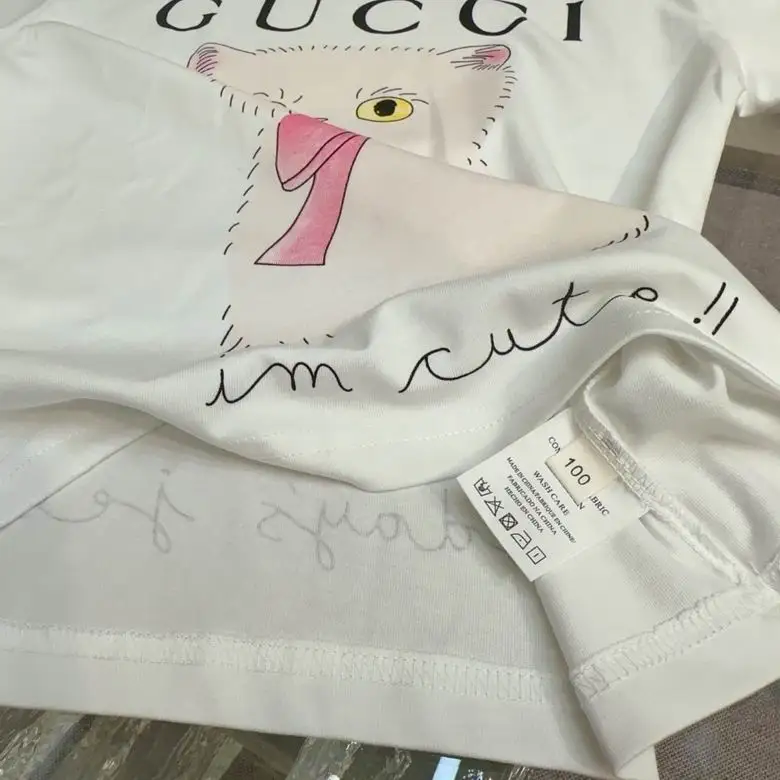 GUCCI
im cute !!
100
WASH CARE
MADE IN CHINA/FABRIQUE EN CHINE/
FABRICADO NA CHINA
HECHO EN CHINA